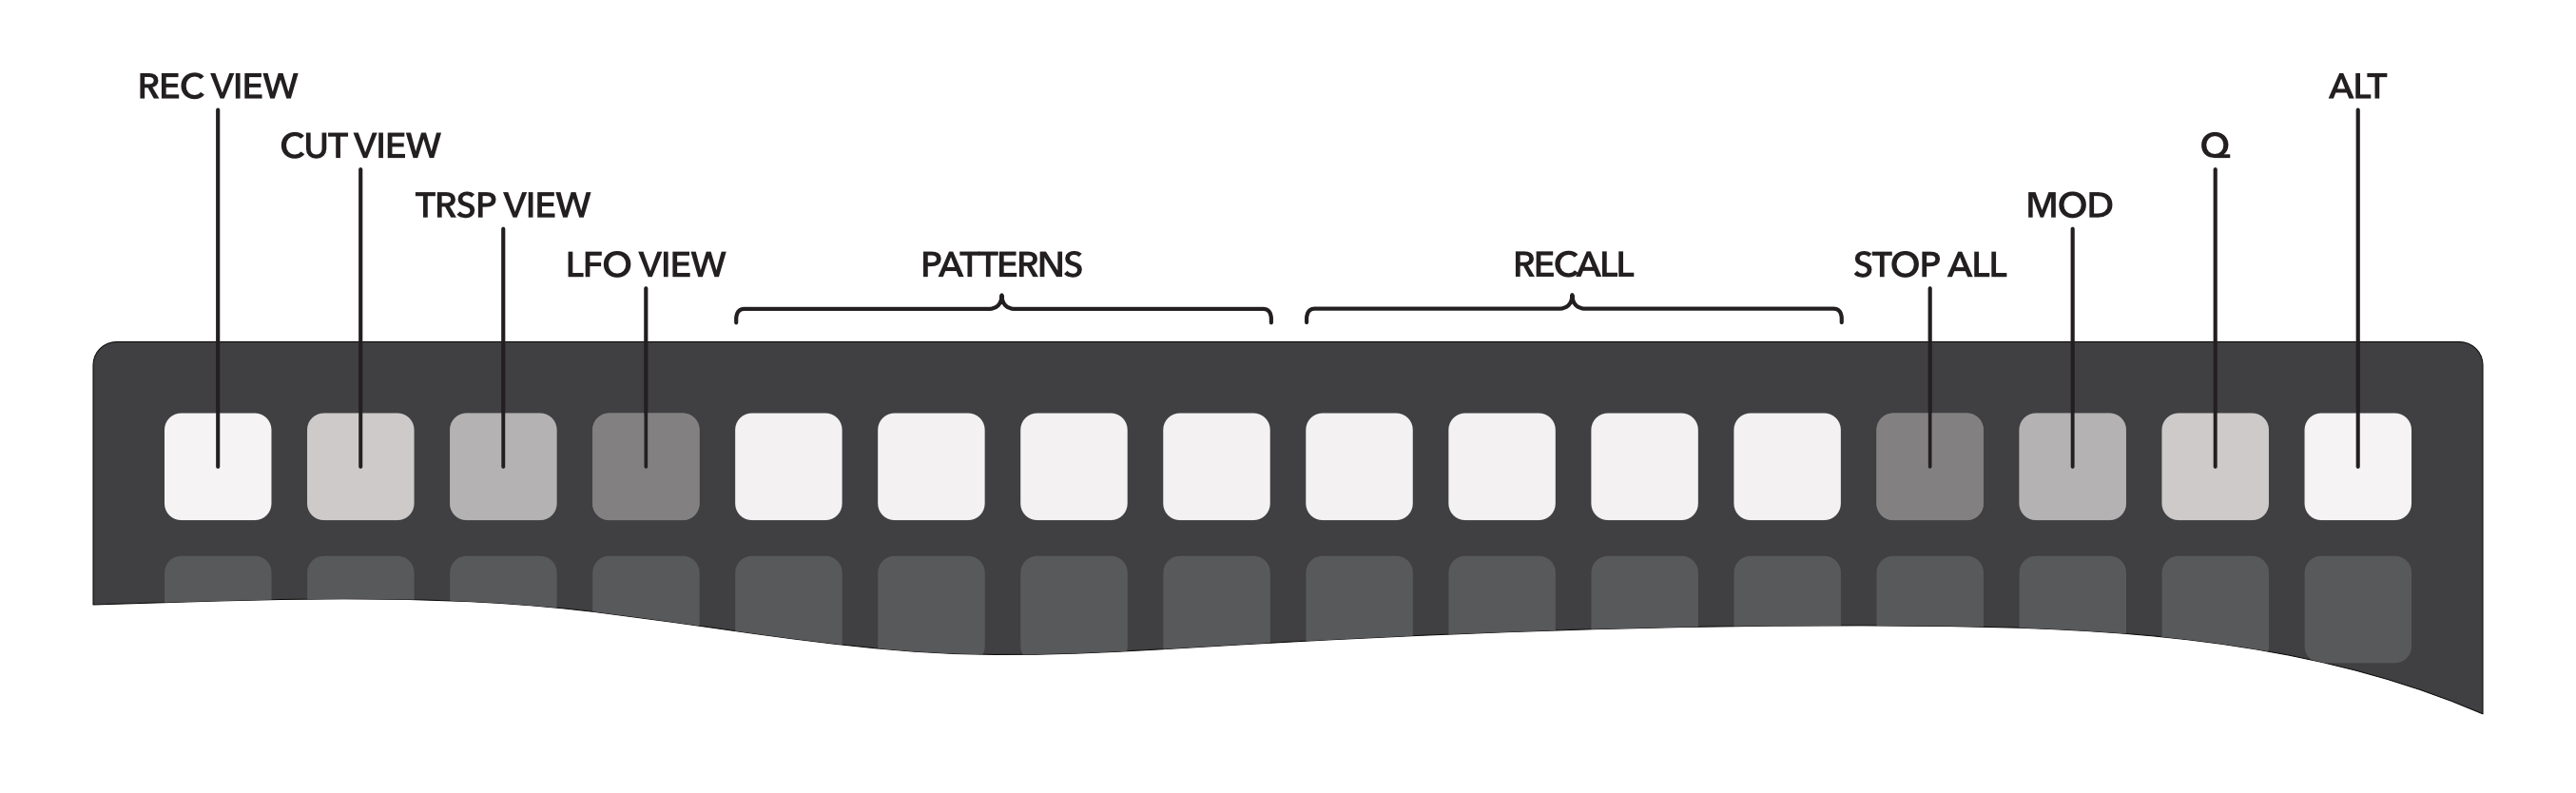 REC VIEW
CUT VIEW
TRSP VIEW
LFO VIEW
PATTERNS
RECALL
STOP ALL
MOD
Q
ALT